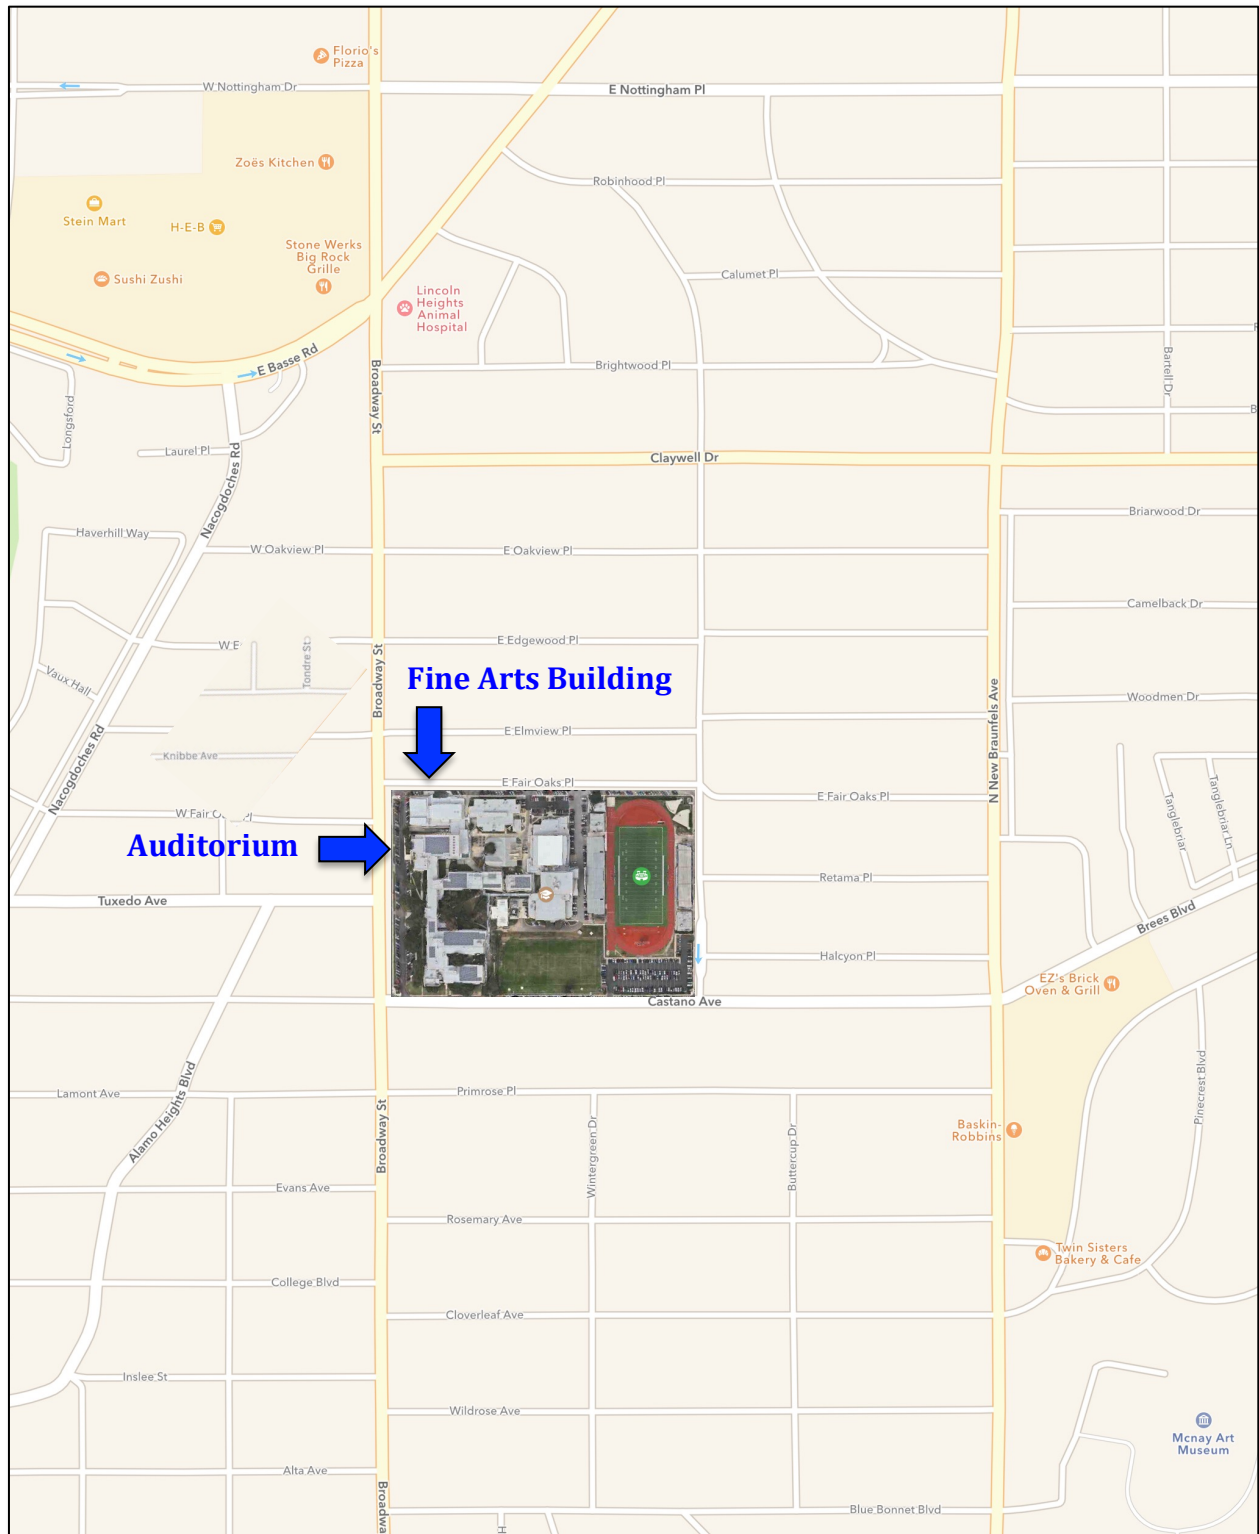 Florio's
Pizza
W Nottingham Dr
E Nottingham Pl
Zoës Kitchen
Robinhood Pl
Stein Mart
H-E-B
Stone Werks
Big Rock
Grille
Sushi Zushi
Calumet Pl
Lincoln
Heights
Animal
Hospital
E Basse Rd
Brightwood Pl
Bartell Dr
Broadway St
Longsford
Laurel Pl
Claywell Dr
Nacogdoches Rd
Briarwood Dr
Haverhill Way
W Oakview Pl
E Oakview Pl
Camelback Dr
W E
E Edgewood Pl
Tondre St
Vaux Hall
Broadway St
Fine Arts Building
Woodmen Dr
E Elmview Pl
N New Braunfels Ave
Knibbe Ave
Nacogdoches Rd
E Fair Oaks Pl
E Fair Oaks Pl
Tanglebriar
Tanglebriar Ln
W Fair O
Auditorium
Retama Pl
Tuxedo Ave
Brees Blvd
Halcyon Pl
EZ's Brick
Oven & Grill
Castano Ave
Pinecrest Blvd
Lamont Ave
Alamo Heights Blvd
Primrose Pl
Broadway St
Wintergreen Dr
Buttercup Dr
Baskin-
Robbins
Evans Ave
Rosemary Ave
Twin Sisters
Bakery & Cafe
College Blvd
Cloverleaf Ave
Inslee St
Wildrose Ave
Mcnay Art
Museum
Alta Ave
Broadwa
Blue Bonnet Blvd
H